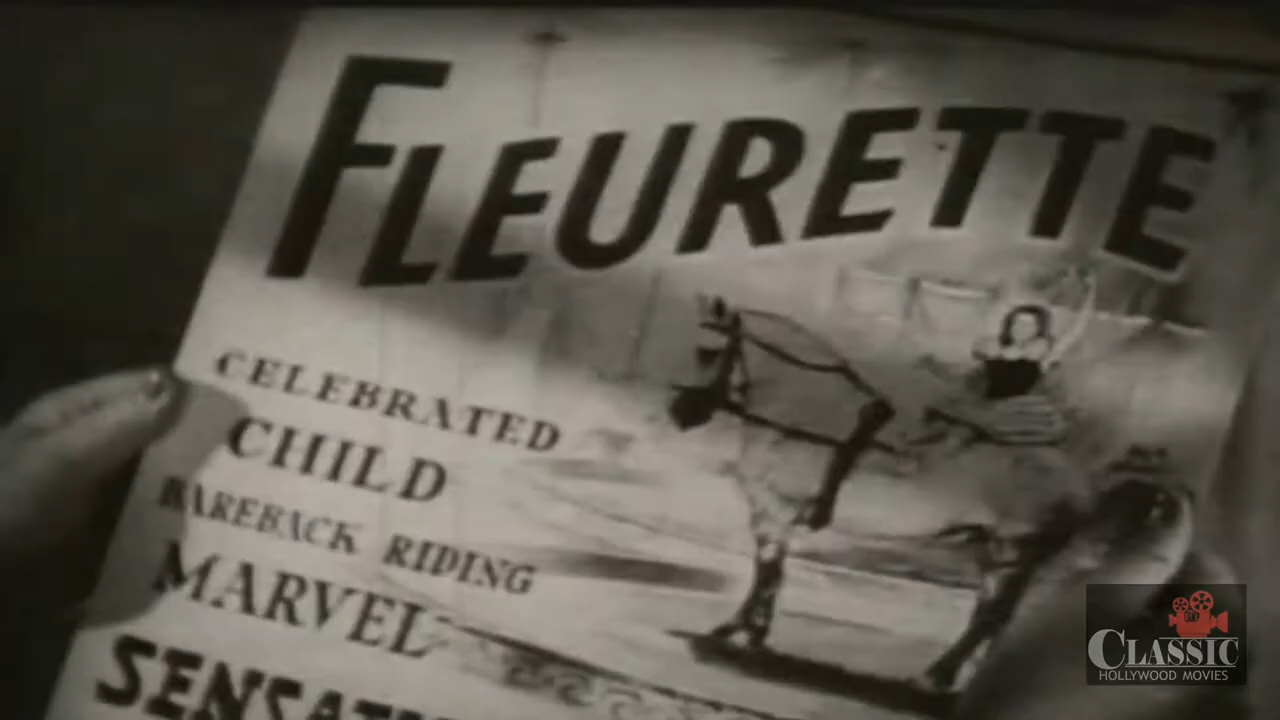 FLEURETTE
CELEBRATED
CHILD
BAREBACK RIDING
MARVEL
CLASSIC
HOLLYWOOD MOVIES